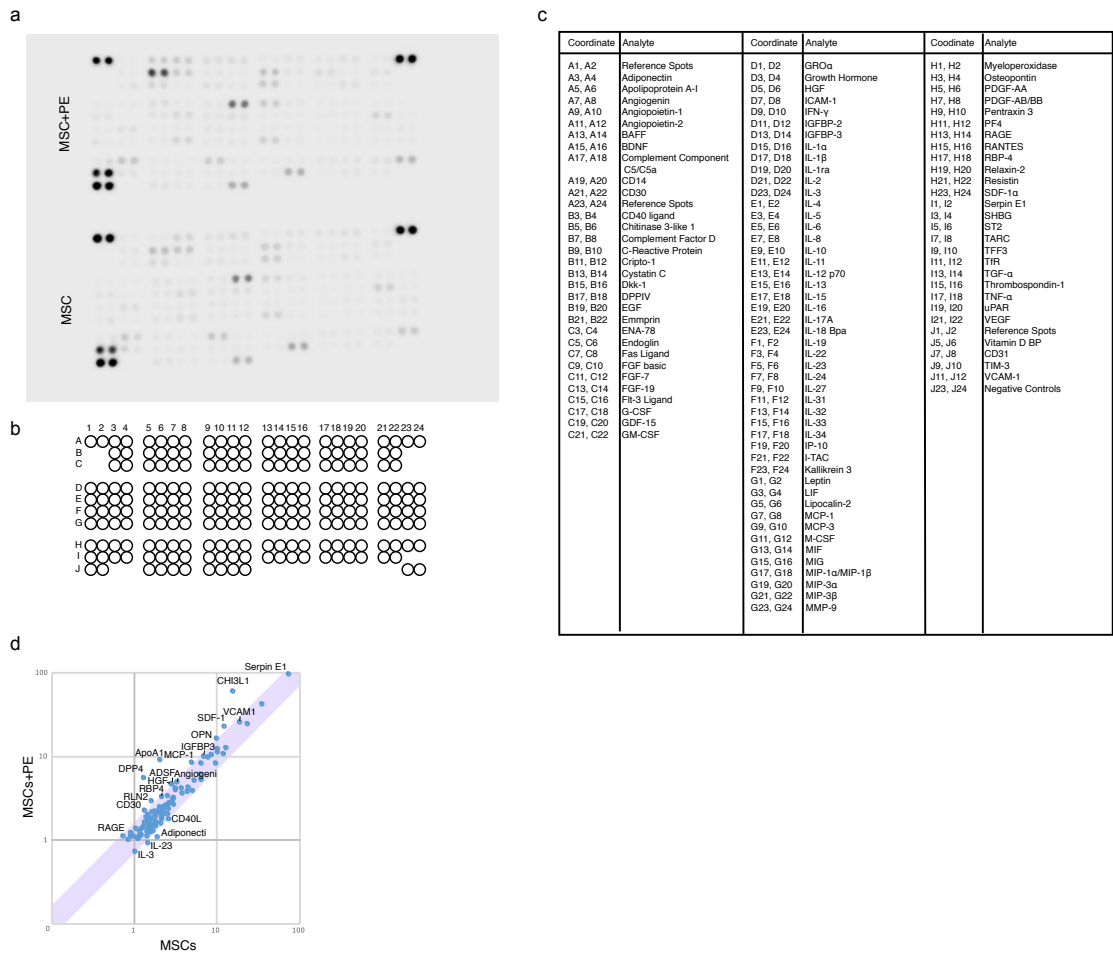 a
MSC+PE
MSC
b
1 2 3 4 5 6 7 8 9 10 11 12 13 14 15 16 17 18 19 20 21 22 23 24
A
B
C
D
E
F
G
H
I
J
c
Coordinate Analyte Coordinate Analyte Coodinate Analyte
A1, A2 Reference Spots D1, D2 GROα H1, H2 Myeloperoxidase
A3, A4 Adiponectin D3, D4 Growth Hormone H3, H4 Osteopontin
A5, A6 Apolipoprotein A-I D5, D6 HGF H5, H6 PDGF-AA
A7, A8 Angiogenin D7, D8 ICAM-1 H7, H8 PDGF-AB/BB
A9, A10 Angiopoietin-1 D9, D10 IFN-γ H9, H10 Pentraxin 3
A11, A12 Angiopoietin-2 D11, D12 IGFBP-2 H11, H12 PF4
A13, A14 BAFF D13, D14 IGFBP-3 H13, H14 RAGE
A15, A16 BDNF D15, D16 IL-1α H15, H16 RANTES
A17, A18 Complement Component D17, D18 IL-1β H17, H18 RBP-4
C5/C5a D19, D20 IL-1ra H19, H20 Relaxin-2
A19, A20 CD14 D21, D22 IL-2 H21, H22 Resistin
A21, A22 CD30 D23, D24 IL-3 H23, H24 SDF-1α
A23, A24 Reference Spots E1, E2 IL-4 I1, I2 Serpin E1
B3, B4 CD40 ligand E3, E4 IL-5 I3, I4 SHBG
B5, B6 Chitinase 3-like 1 E5, E6 IL-6 I5, I6 ST2
B7, B8 Complement Factor D E7, E8 IL-8 I7, I8 TARC
B9, B10 C-Reactive Protein E9, E10 IL-10 I9, I10 TFF3
B11, B12 Cripto-1 E11, E12 IL-11 I11, I12 TfR
B13, B14 Cystatin C E13, E14 IL-12 p70 I13, I14 TGF-α
B15, B16 Dkk-1 E15, E16 IL-13 I15, I16 Thrombospondin-1
B17, B18 DPPIV E17, E18 IL-15 I17, I18 TNF-α
B19, B20 EGF E19, E20 IL-16 I19, I20 uPAR
B21, B22 Emmprin E21, E22 IL-17A I21, I22 VEGF
C3, C4 ENA-78 E23, E24 IL-18 Bpa J1, J2 Reference Spots
C5, C6 Endoglin F1, F2 IL-19 J5, J6 Vitamin D BP
C7, C8 Fas Ligand F3, F4 IL-22 J7, J8 CD31
C9, C10 FGF basic F5, F6 IL-23 J9, J10 TIM-3
C11, C12 FGF-7 F7, F8 IL-24 J11, J12 VCAM-1
C13, C14 FGF-19 F9, F10 IL-27 J23, J24 Negative Controls
C15, C16 Flt-3 Ligand F11, F12 IL-31
C17, C18 G-CSF F13, F14 IL-32
C19, C20 GDF-15 F15, F16 IL-33
C21, C22 GM-CSF F17, F18 IL-34
F19, F20 IP-10
F21, F22 I-TAC
F23, F24 Kallikrein 3
G1, G2 Leptin
G3, G4 LIF
G5, G6 Lipocalin-2
G7, G8 MCP-1
G9, G10 MCP-3
G11, G12 M-CSF
G13, G14 MIF
G15, G16 MIG
G17, G18 MIP-1α/MIP-1β
G19, G20 MIP-3α
G21, G22 MIP-3β
G23, G24 MMP-9
d
Serpin E1
100
CHI3L1
VCAM1
SDF-1
OPN
IGFBP3
10
ApoA1 MCP-1
DPP4
ADSF Angiogeni
HGF
RBP4
RLN2
CD30
CD40L
RAGE
Adiponecti
1
IL-23
IL-3
MSCs+PE
0 1 10 100
MSCs